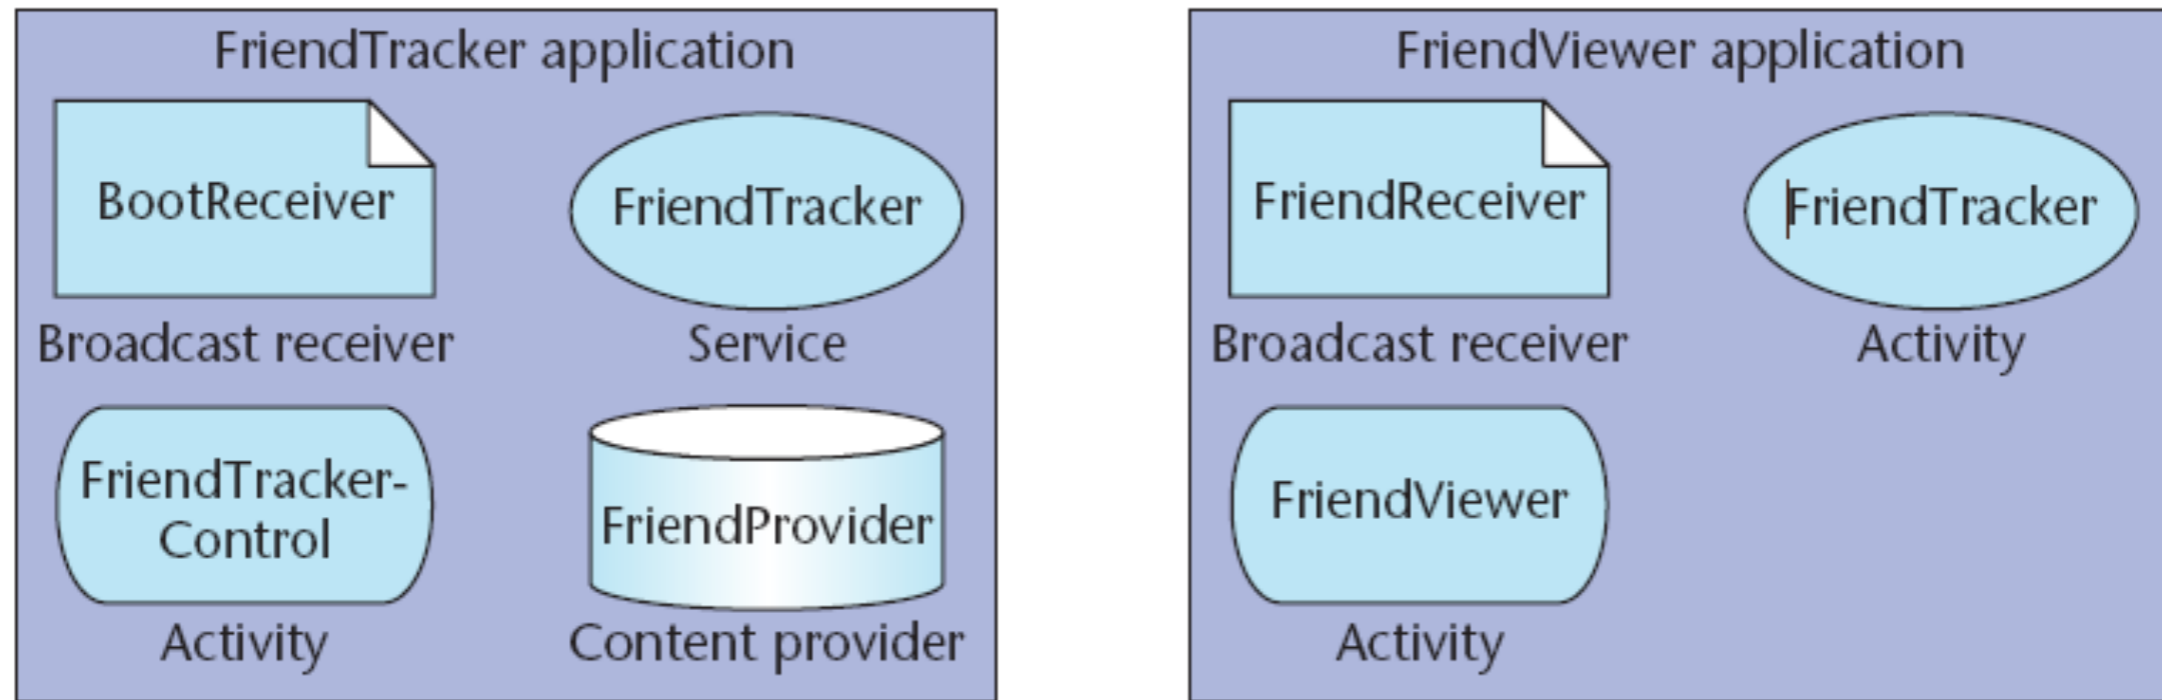 FriendTracker application
BootReceiver
Broadcast receiver
FriendTracker
Service
FriendTracker-
Control
Activity
FriendProvider
Content provider
FriendViewer application
FriendReceiver
Broadcast receiver
FriendTracker
Activity
FriendViewer
Activity